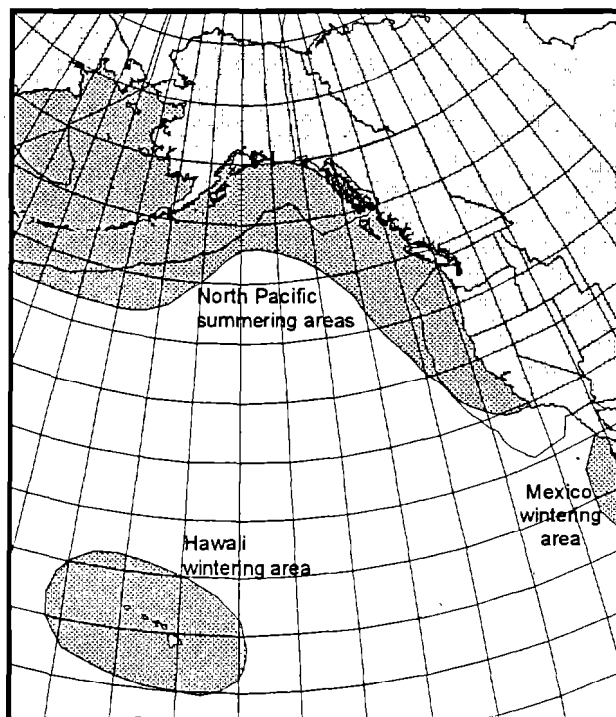 North Pacific
summering areas
Mexico
wintering
area
Hawaii
wintering area